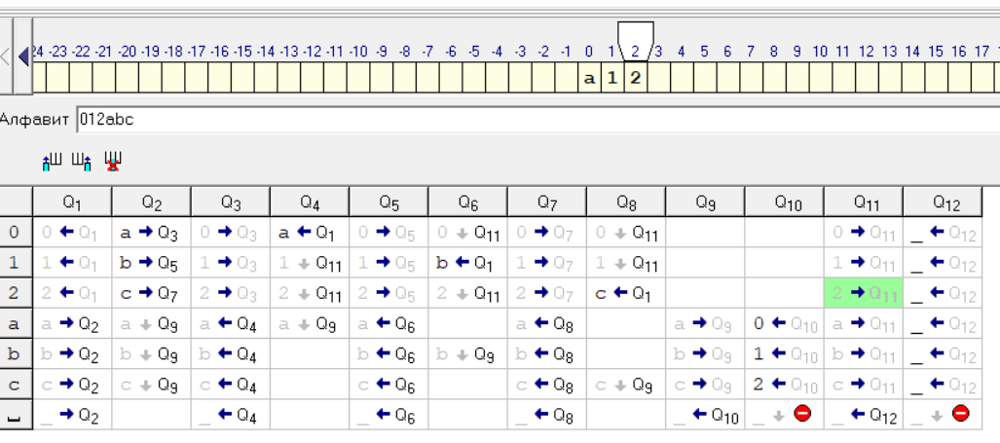 24 -23 -22 -21 -20 -19 -18 -17 -16 -15 -14 -13 -12 -11 -10 -9 -8 -7 -6 -5 -4 -3 -2 -1 0 1 2 3 4 5 6 7 8 9 10 11 12 13 14 15 16 17
a 1 2
Алфавит 012abc
Q1 Q2 Q3 Q4 Q5 Q6 Q7 Q8 Q9 Q10 Q11 Q12
0 0 ← Q1 a → Q3 0 → Q3 a ← Q1 0 → Q5 0 ↓ Q11 0 → Q7 0 ↓ Q11 0 → Q11 _ ← Q12
1 1 ← Q1 b → Q5 1 → Q3 1 ↓ Q11 1 → Q5 b ← Q1 1 → Q7 1 ↓ Q11 1 → Q11 _ ← Q12
2 2 ← Q1 c → Q7 2 → Q3 2 ↓ Q11 2 → Q5 2 ↓ Q11 2 → Q7 c ← Q1 2 → Q11 _ ← Q12
a a → Q2 a ↓ Q9 a ← Q4 a ↓ Q9 a ← Q6 a ← Q8 a → Q9 0 ← Q10 a → Q11 _ ← Q12
b b → Q2 b ↓ Q9 b ← Q4 b ← Q6 b ↓ Q9 b ← Q8 b → Q9 1 ← Q10 b → Q11 _ ← Q12
c c → Q2 c ↓ Q9 c ← Q4 c ← Q6 c ← Q8 c ↓ Q9 c → Q9 2 ← Q10 c → Q11 _ ← Q12
_ → Q2 _ ← Q4 _ ← Q6 _ ← Q8 _ ← Q10 _ ↓ _ ← Q12 _ ↓